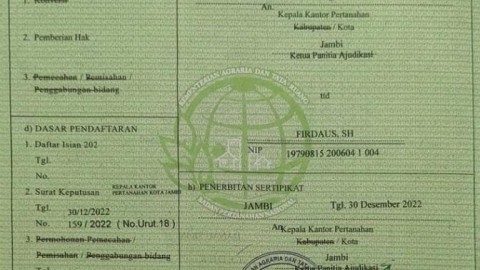 1. Konversi
2. Pemberian Hak
3. Pemecahan / Pemisahan /
Penggabungan bidang
An.
Kepala Kantor Pertanahan
Kabupaten / Kota
Jambi
Ketua Panitia Ajudikasi
ttd
FIRDAUS, SH
NIP 19790815 200604 1 004
KEMENTERIAN AGRARIA DAN TATA RUANG
BADAN PERTANAHAN NASIONAL
d) DASAR PENDAFTARAN
1. Daftar Isian 202
Tgl.
No.
2. Surat Keputusan KEPALA KANTOR
PERTANAHAN KOTA JAMBI
Tgl. 30/12/2022
No. 159 / 2022 (No.Urut.18)
3. Permohonan Pemecahan /
Pemisahan / Penggabungan bidang
h) PENERBITAN SERTIPIKAT
JAMBI Tgl. 30 Desember 2022
An. Kepala Kantor Pertanahan
Kabupaten / Kota
Jambi
Ketua Panitia Ajudikasi
AGRARIA DAN TATA